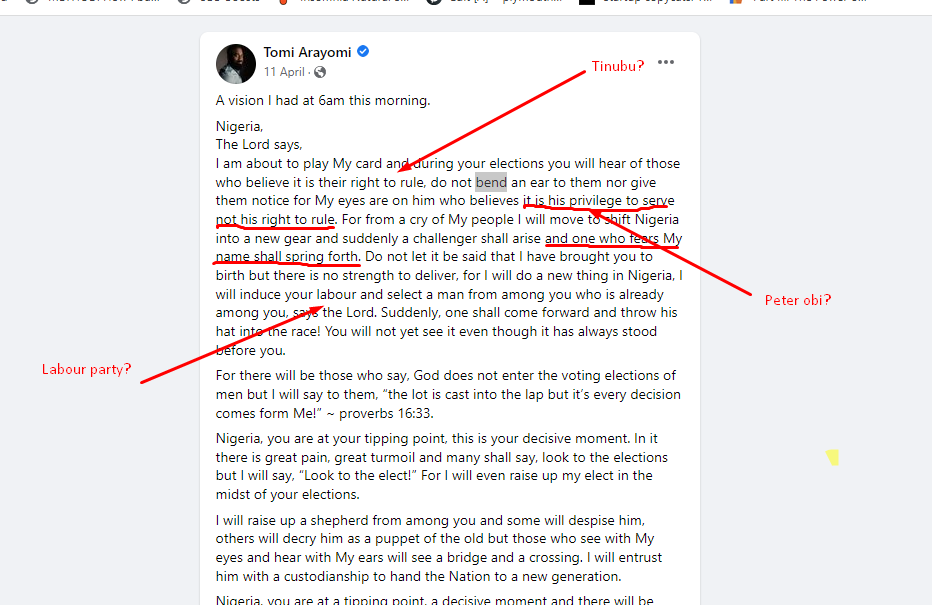 Tomi Arayomi
11 April ·
Tinubu?
A vision I had at 6am this morning.
Nigeria,
The Lord says,
I am about to play My card and during your elections you will hear of those
who believe it is their right to rule, do not bend an ear to them nor give
them notice for My eyes are on him who believes it is his privilege to serve
not his right to rule. For from a cry of My people I will move to shift Nigeria
into a new gear and suddenly a challenger shall arise and one who fears My
name shall spring forth. Do not let it be said that I have brought you to
birth but there is no strength to deliver, for I will do a new thing in Nigeria, I
will induce your labour and select a man from among you who is already
among you, says the Lord. Suddenly, one shall come forward and throw his
hat into the race! You will not yet see it even though it has always stood
before you.
Peter obi?
Labour party?
For there will be those who say, God does not enter the voting elections of
men but I will say to them, “the lot is cast into the lap but it’s every decision
comes form Me!” ~ proverbs 16:33.
Nigeria, you are at your tipping point, this is your decisive moment. In it
there is great pain, great turmoil and many shall say, look to the elections
but I will say, “Look to the elect!” For I will even raise up my elect in the
midst of your elections.
I will raise up a shepherd from among you and some will despise him,
others will decry him as a puppet of the old but those who see with My
eyes and hear with My ears will see a bridge and a crossing. I will entrust
him with a custodianship to hand the Nation to a new generation.
Nigeria, you are at a tipping point, a decisive moment and there will be